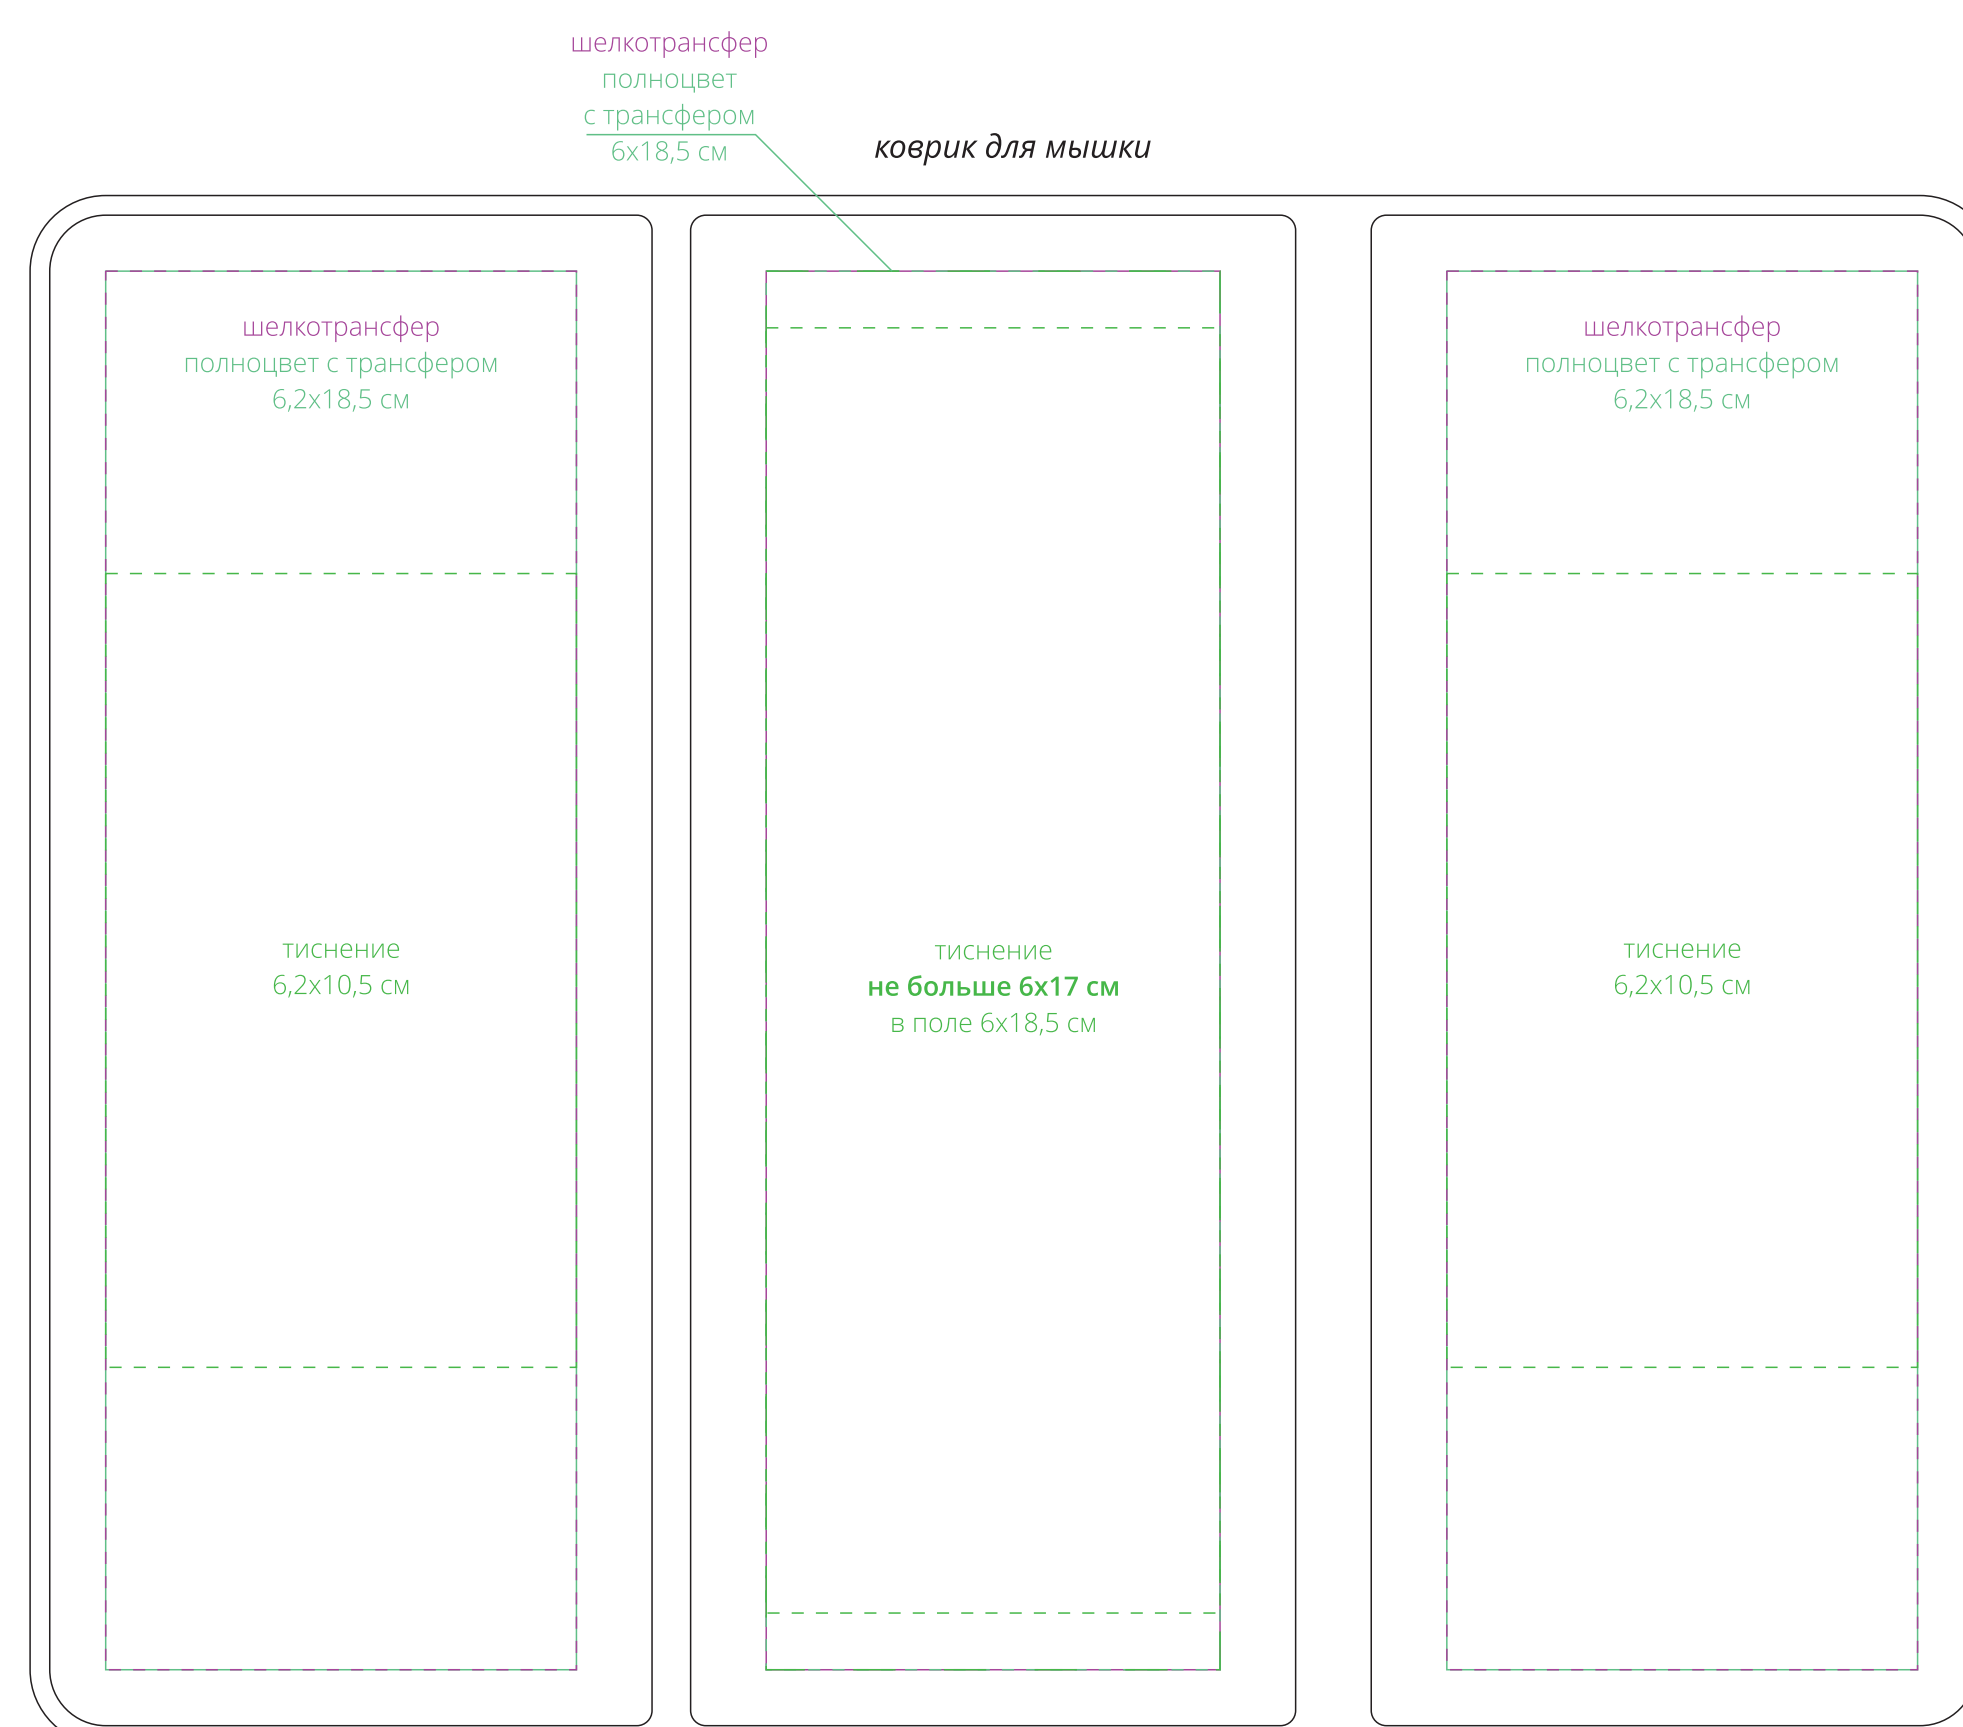 шелкотрансфер
полноцвет
с трансфером
6х18,5 см
коврик для мышки
шелкотрансфер
полноцвет с трансфером
6,2х18,5 см
шелкотрансфер
полноцвет с трансфером
6,2х18,5 см
тиснение
6,2х10,5 см
тиснение
не больше 6х17 см
в поле 6х18,5 см
тиснение
6,2х10,5 см